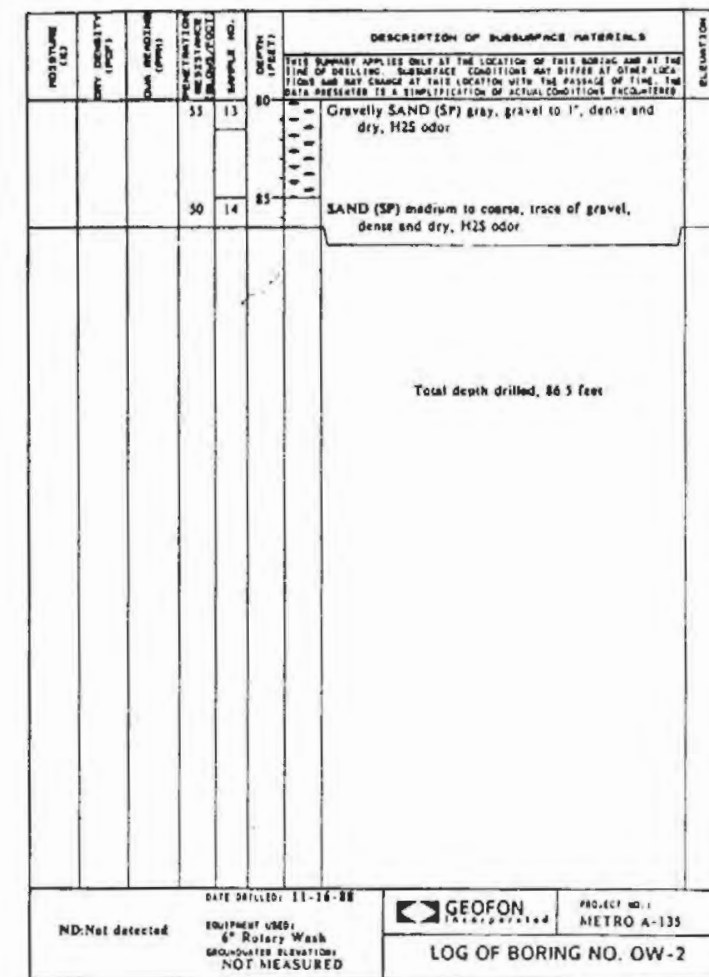 MOISTURE (%)
DRY DENSITY (PCF)
OVA READING (PPM)
PENETRATION RESISTANCE (BLOWS/FOOT)
SAMPLE NO.
DEPTH (FEET)
DESCRIPTION OF SUBSURFACE MATERIALS
THIS SUMMARY APPLIES ONLY AT THE LOCATION OF THIS BORING AND AT THE
TIME OF DRILLING. SUBSURFACE CONDITIONS MAY DIFFER AT OTHER LOCA
TIONS AND MAY CHANGE AT THIS LOCATION WITH THE PASSAGE OF TIME. THE
DATA PRESENTED IS A SIMPLIFICATION OF ACTUAL CONDITIONS ENCOUNTERED
ELEVATION
80
55 13
Gravelly SAND (SP) gray, gravel to 1", dense and
dry, H2S odor
85
50 14
SAND (SP) medium to coarse, trace of gravel,
dense and dry, H2S odor
Total depth drilled, 86.5 feet
ND:Not detected
DATE DRILLED: 11-16-88
EQUIPMENT USED:
6" Rotary Wash
GROUNDWATER ELEVATION:
NOT MEASURED
GEOFON
Incorporated
PROJECT NO.:
METRO A-135
LOG OF BORING NO. OW-2